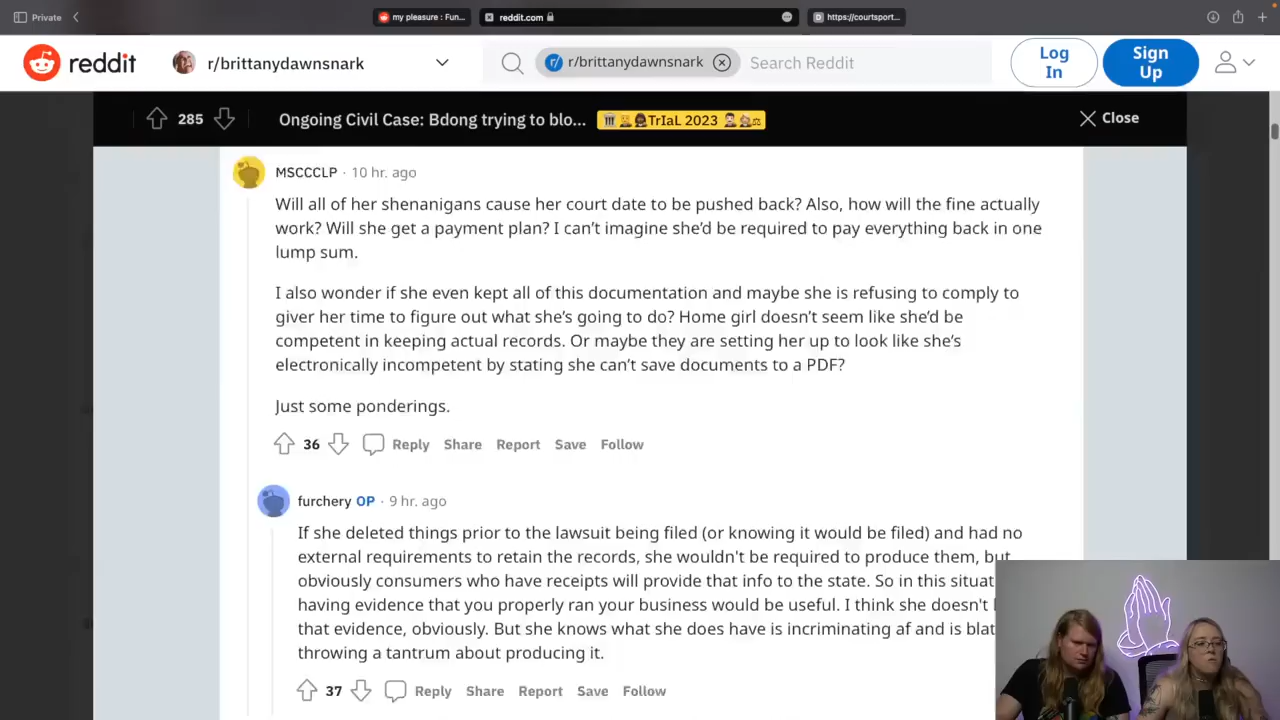 Private
my pleasure : Fun...
reddit.com
https://courtsport...
reddit
r/brittanydawnsnark
r/brittanydawnsnark
Search Reddit
Log In
Sign Up
285
Ongoing Civil Case: Bdong trying to blo...
TrIaL 2023
Close
MSCCCLP · 10 hr. ago
Will all of her shenanigans cause her court date to be pushed back? Also, how will the fine actually
work? Will she get a payment plan? I can’t imagine she’d be required to pay everything back in one
lump sum.
I also wonder if she even kept all of this documentation and maybe she is refusing to comply to
giver her time to figure out what she’s going to do? Home girl doesn’t seem like she’d be
competent in keeping actual records. Or maybe they are setting her up to look like she’s
electronically incompetent by stating she can’t save documents to a PDF?
Just some ponderings.
36 Reply Share Report Save Follow
furchery OP · 9 hr. ago
If she deleted things prior to the lawsuit being filed (or knowing it would be filed) and had no
external requirements to retain the records, she wouldn't be required to produce them, but
obviously consumers who have receipts will provide that info to the state. So in this situat
having evidence that you properly ran your business would be useful. I think she doesn't
that evidence, obviously. But she knows what she does have is incriminating af and is blat
throwing a tantrum about producing it.
37 Reply Share Report Save Follow